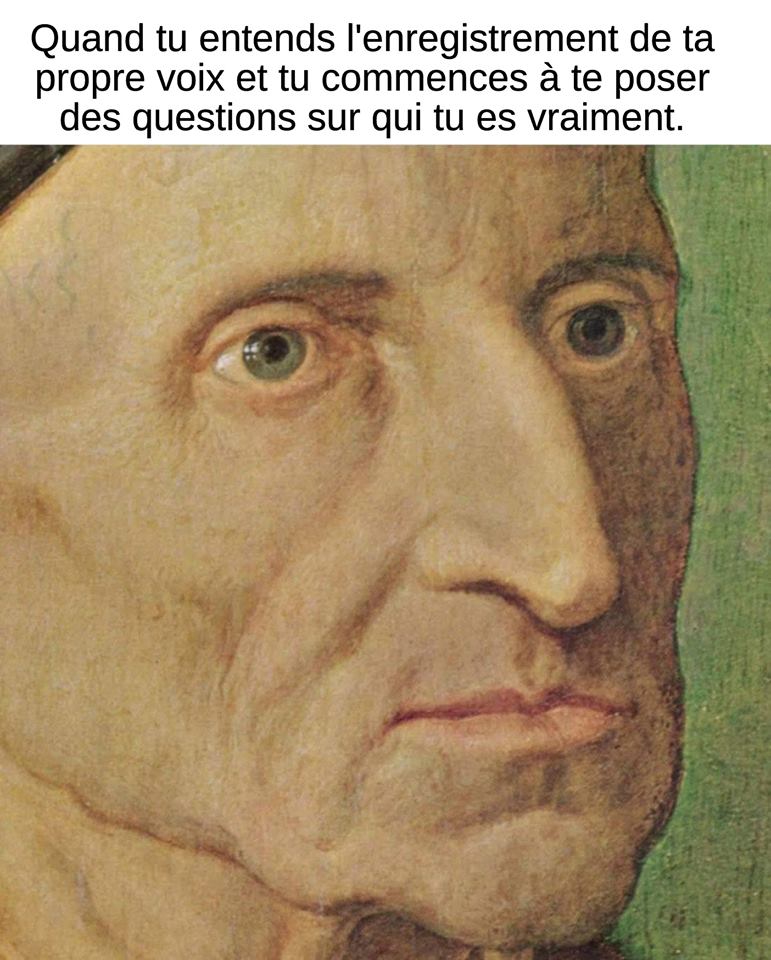 Quand tu entends l'enregistrement de ta
propre voix et tu commences à te poser
des questions sur qui tu es vraiment.